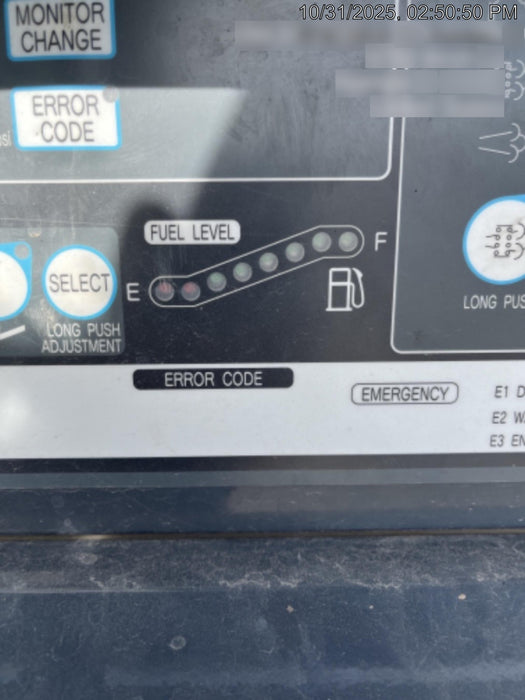 10/31/2025, 02:50:50 PM
MONITOR
CHANGE
ERROR
CODE
FUEL LEVEL
E
F
SELECT
LONG PUSH
ADJUSTMENT
LONG PUS
ERROR CODE
EMERGENCY
E1 D
E2 W
E3 EN